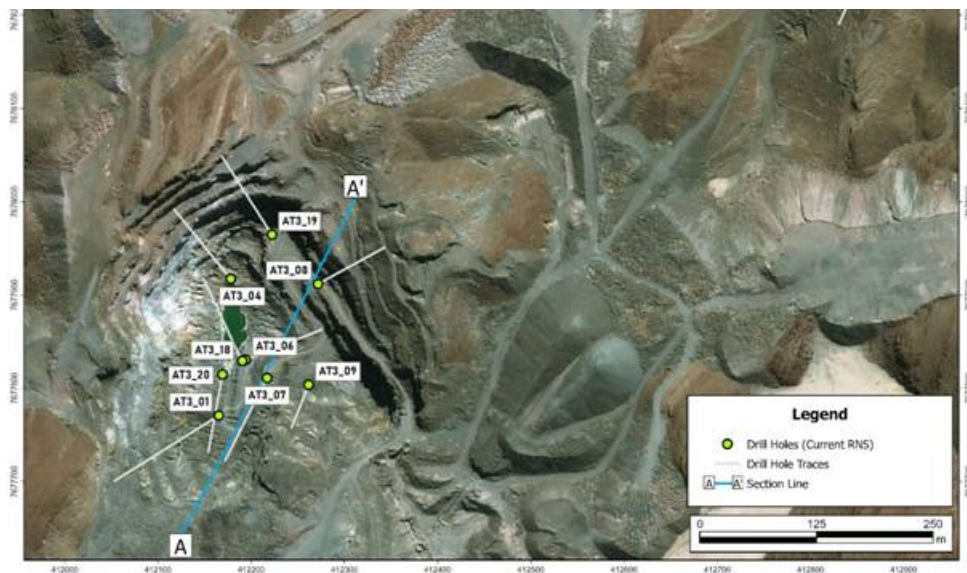 A'
AT3_19
AT3_08
AT3_04
AT3_18
AT3_06
AT3_20
AT3_09
AT3_07
AT3_01
A
Legend
Drill Holes (Current RNS)
Drill Hole Traces
A A' Section Line
0 125 250
m
7677700
412000 412100 412200 412300 412400 412500 412600 412700 412800 412900